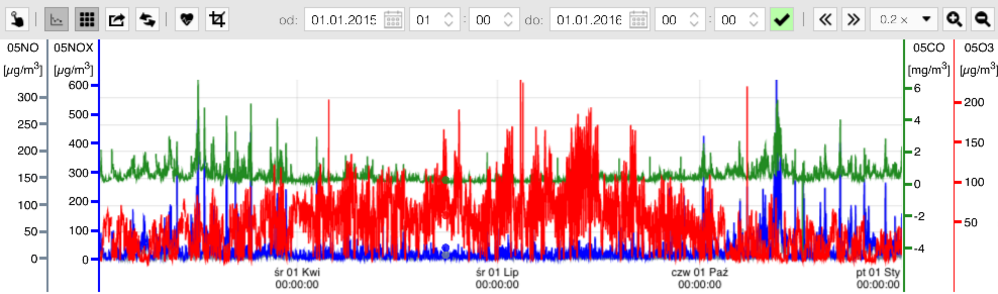 od: 01.01.2015 01 : 00 do: 01.01.2016 00 : 00 0.2 x
05NO 05NOX 05CO 05O3
[µg/m³] [µg/m³] [mg/m³] [µg/m³]
600 6
300 200
500
250 4
400
200 2
150
150 300 0 100
100 200 -2
50 100 50
0 0 -4
śr 01 Kwi śr 01 Lip czw 01 Paź pt 01 Sty
00:00:00 00:00:00 00:00:00 00:00:00